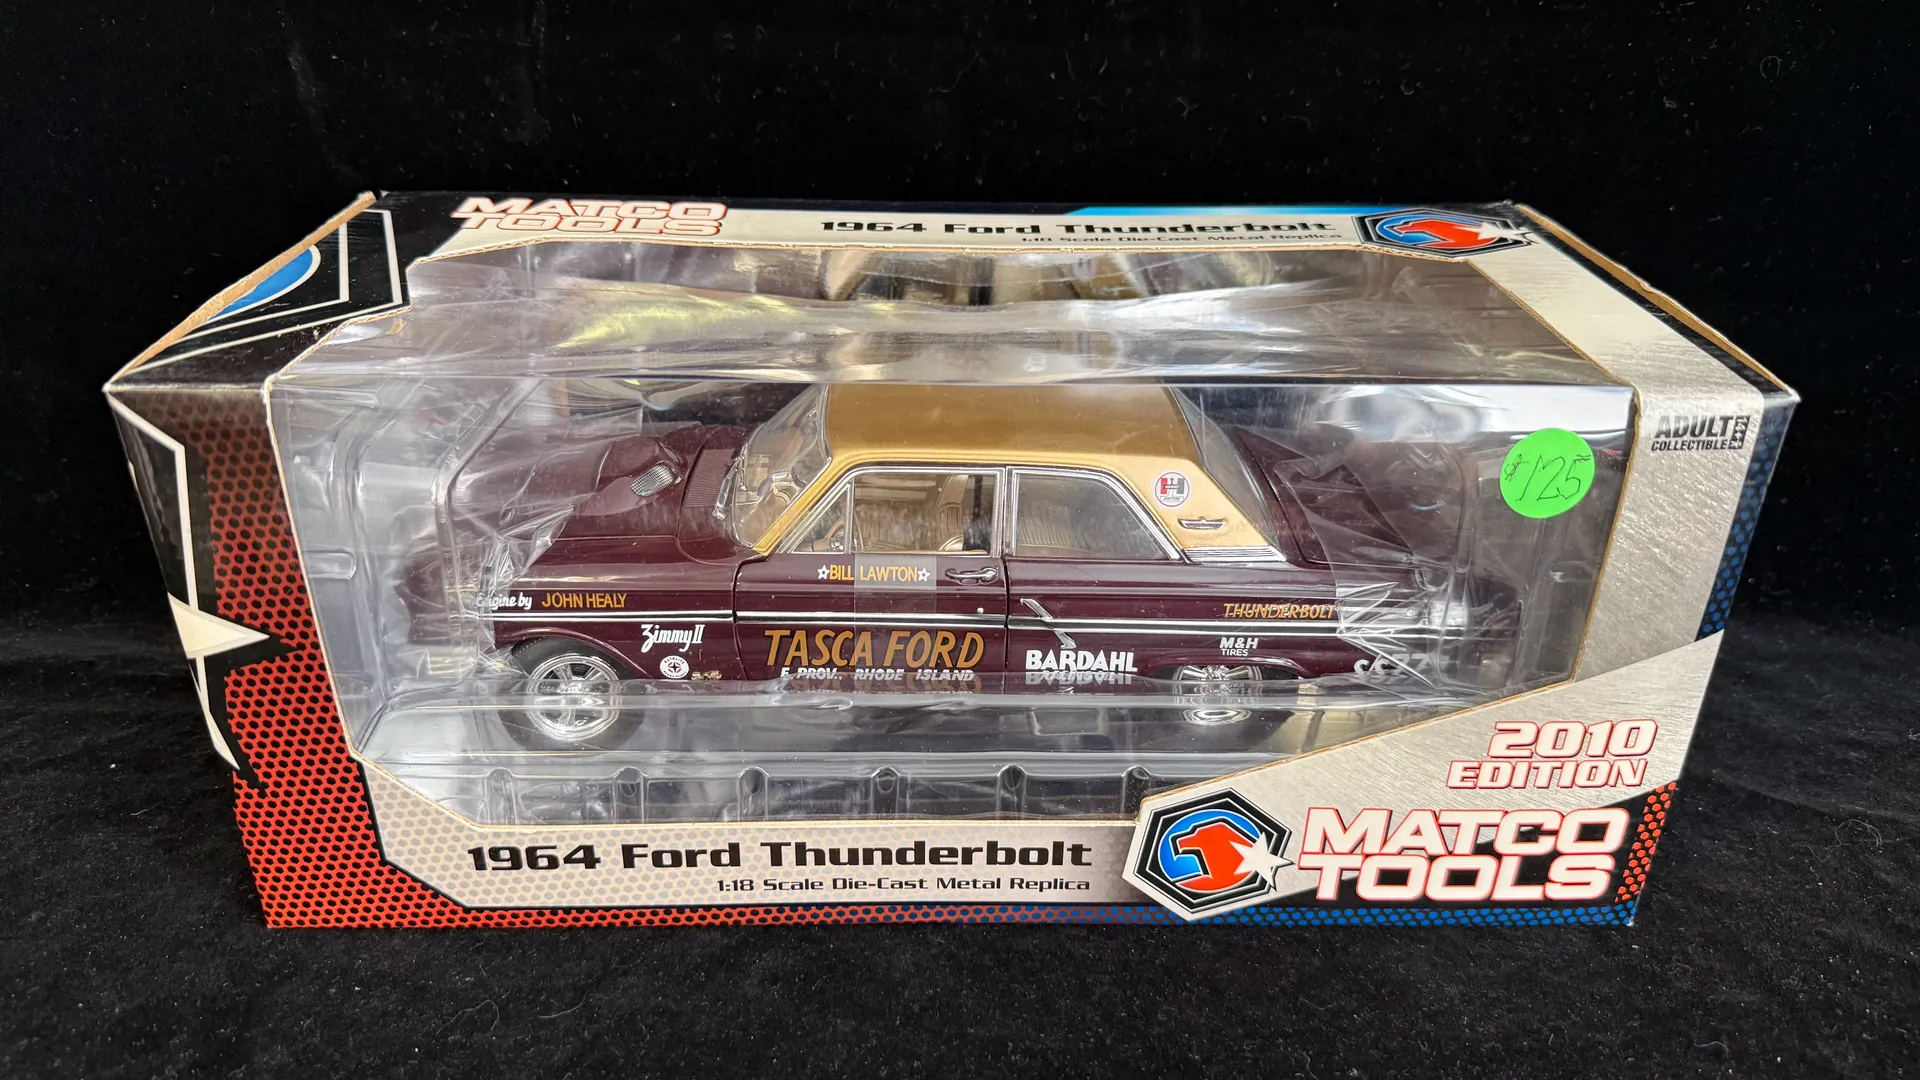 MATCO
TOOLS
1964 Ford Thunderbolt
1:18 Scale Die-Cast Metal Replica
ADULT
COLLECTIBLE
$125
BILL LAWTON
Engine by JOHN HEALY
THUNDERBOLT
Zimmy II
TASCA FORD
E. PROV., RHODE ISLAND
BARDAHL
M&H
TIRES
2010
EDITION
MATCO
TOOLS
1964 Ford Thunderbolt
1:18 Scale Die-Cast Metal Replica